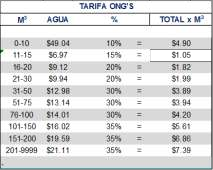 TARIFA ONG'S
M³ AGUA % TOTAL x M³
0-10 $49.04 10% = $4.90
11-15 $6.97 15% = $1.05
16-20 $9.12 20% = $1.82
21-30 $9.94 20% = $1.99
31-50 $12.98 30% = $3.89
51-75 $13.14 30% = $3.94
76-100 $14.01 30% = $4.20
101-150 $16.02 35% = $5.61
151-200 $19.59 35% = $6.86
201-9999 $21.11 35% = $7.39